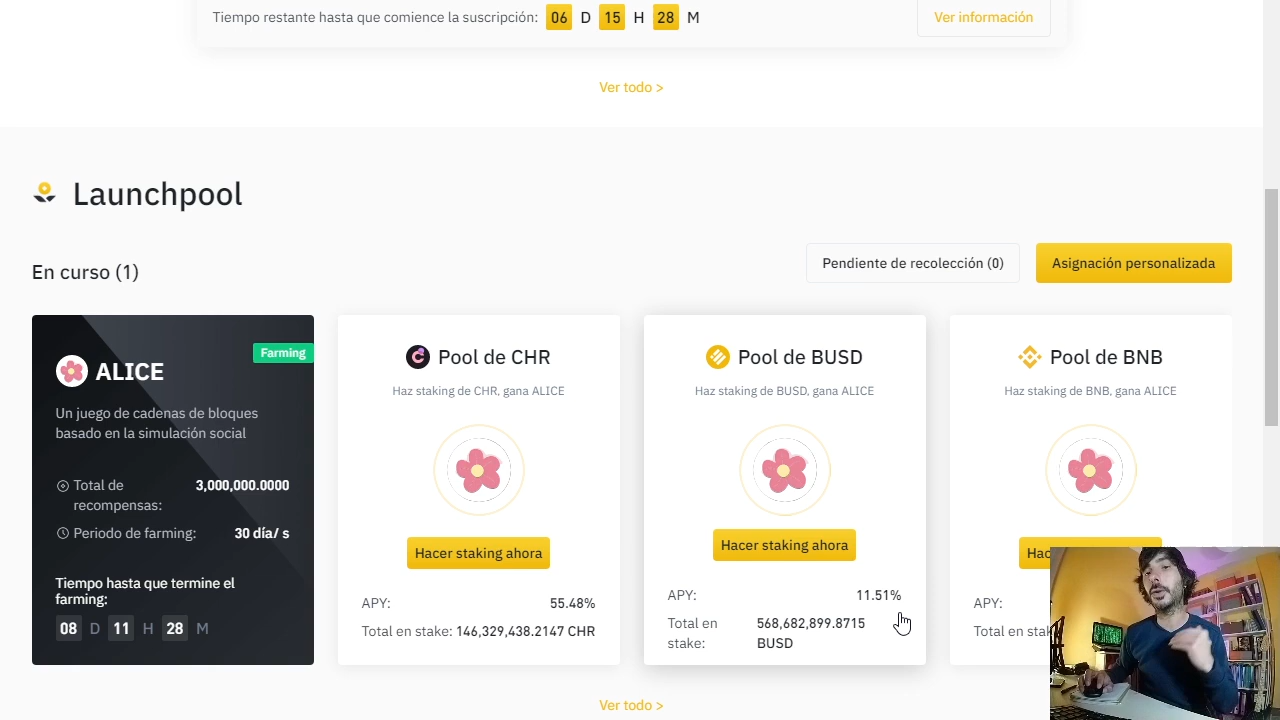 Tiempo restante hasta que comience la suscripción: 06 D 15 H 28 M
Ver información
Ver todo >
Launchpool
En curso (1)
Pendiente de recolección (0)
Asignación personalizada
Farming
ALICE
Un juego de cadenas de bloques
basado en la simulación social
Total de
recompensas:
3,000,000.0000
Periodo de farming:
30 día/ s
Tiempo hasta que termine el
farming:
08 D 11 H 28 M
Pool de CHR
Haz staking de CHR, gana ALICE
Hacer staking ahora
APY:
55.48%
Total en stake: 146,329,438.2147 CHR
Pool de BUSD
Haz staking de BUSD, gana ALICE
Hacer staking ahora
APY:
11.51%
Total en
stake:
568,682,899.8715
BUSD
Pool de BNB
Haz staking de BNB, gana ALICE
APY:
Total en
Ver todo >